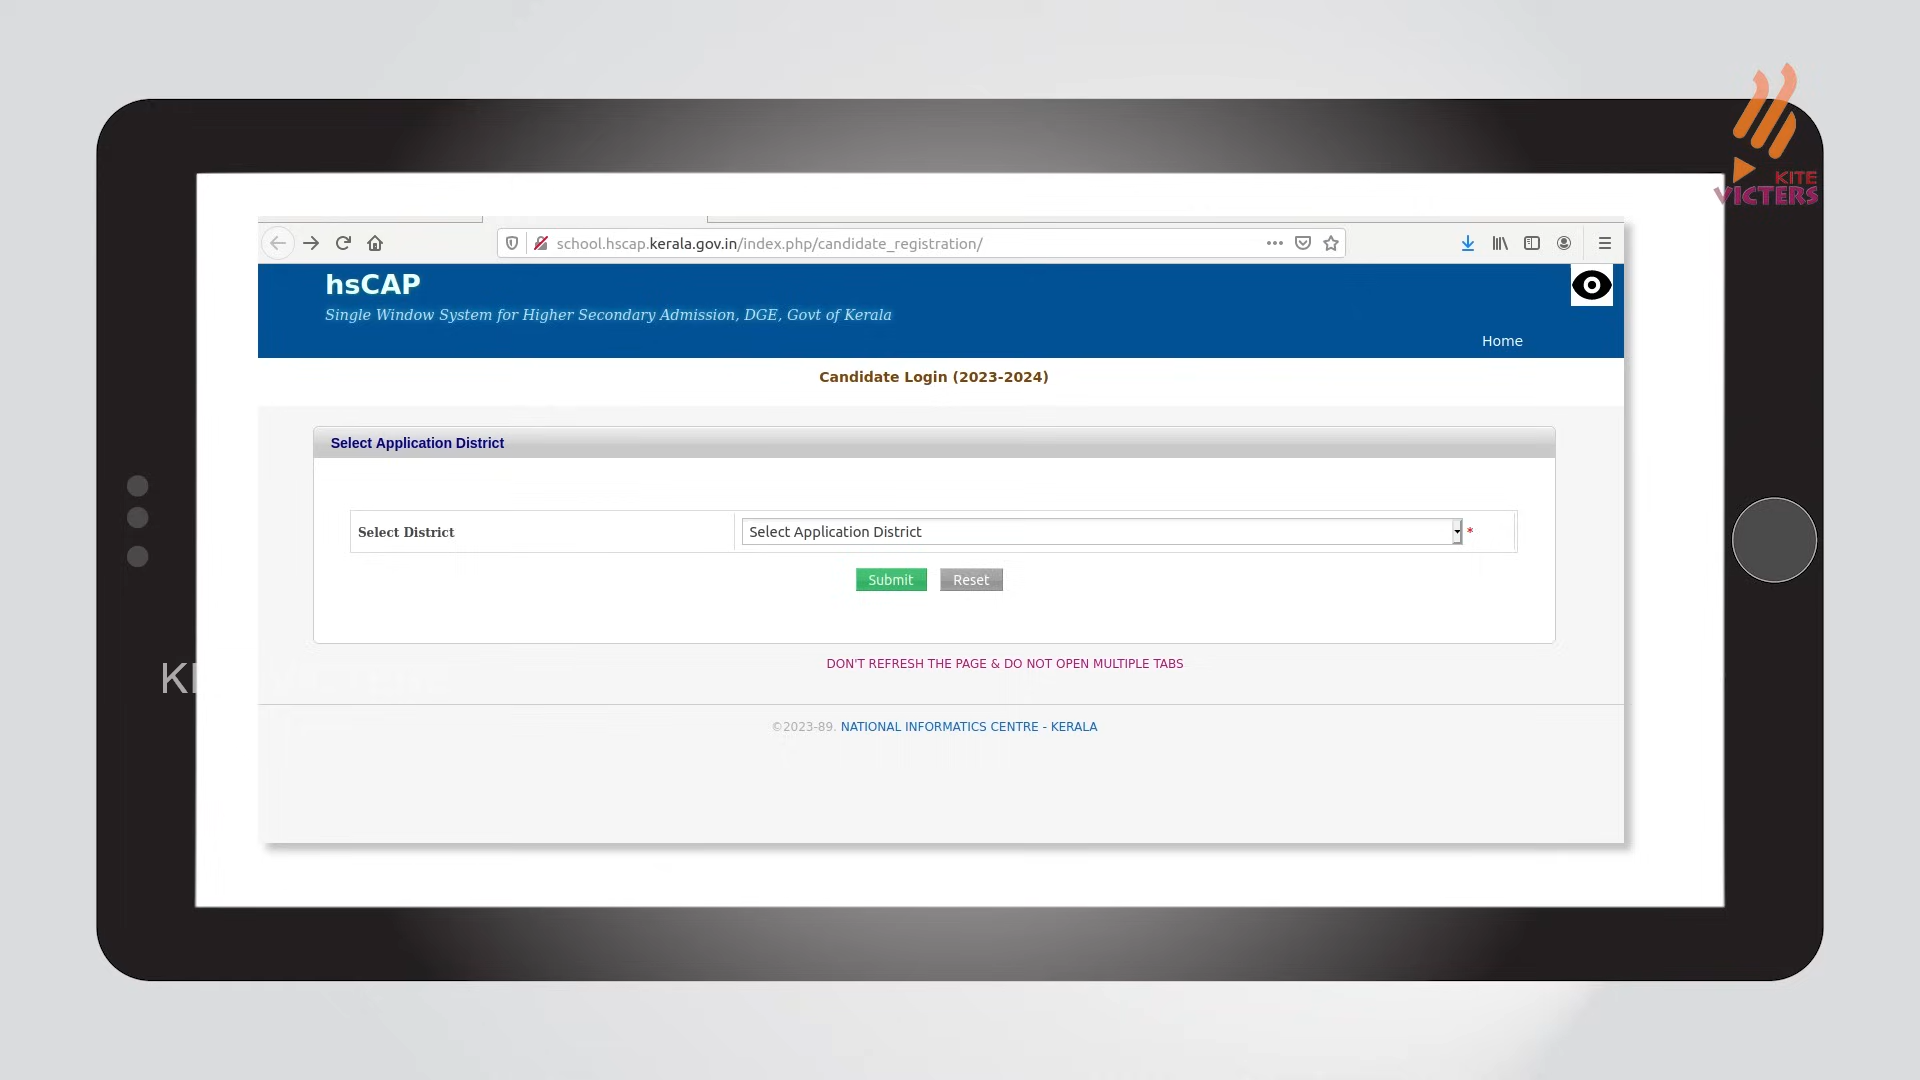 KITE
VICTERS
school.hscap.kerala.gov.in/index.php/candidate_registration/
hsCAP
Single Window System for Higher Secondary Admission, DGE, Govt of Kerala
Home
Candidate Login (2023-2024)
Select Application District
Select District
Select Application District
*
Submit
Reset
DON'T REFRESH THE PAGE & DO NOT OPEN MULTIPLE TABS
©2023-89. NATIONAL INFORMATICS CENTRE - KERALA